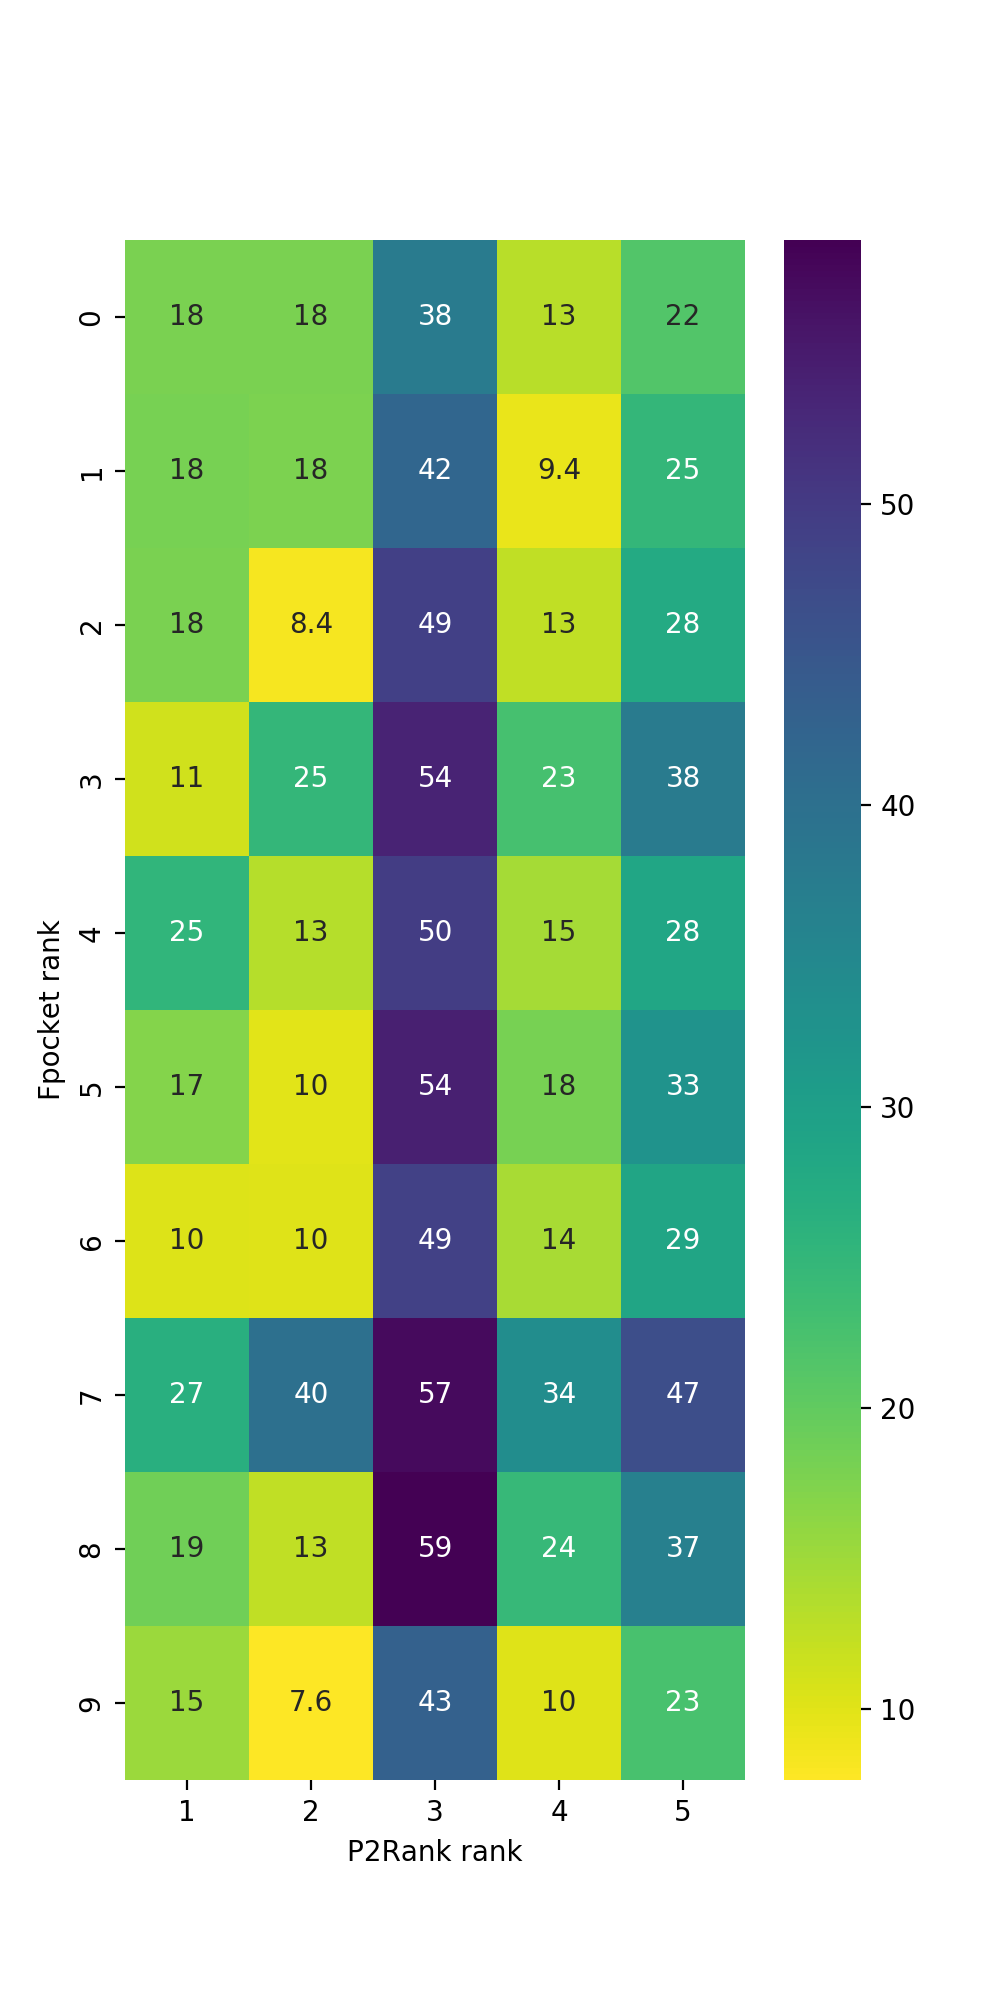 0 18 18 38 13 22
1 18 18 42 9.4 25
50
2 18 8.4 49 13 28
3 11 25 54 23 38
40
4 25 13 50 15 28
Fpocket rank
5 17 10 54 18 33
30
6 10 10 49 14 29
7 27 40 57 34 47
20
8 19 13 59 24 37
9 15 7.6 43 10 23
10
1 2 3 4 5
P2Rank rank